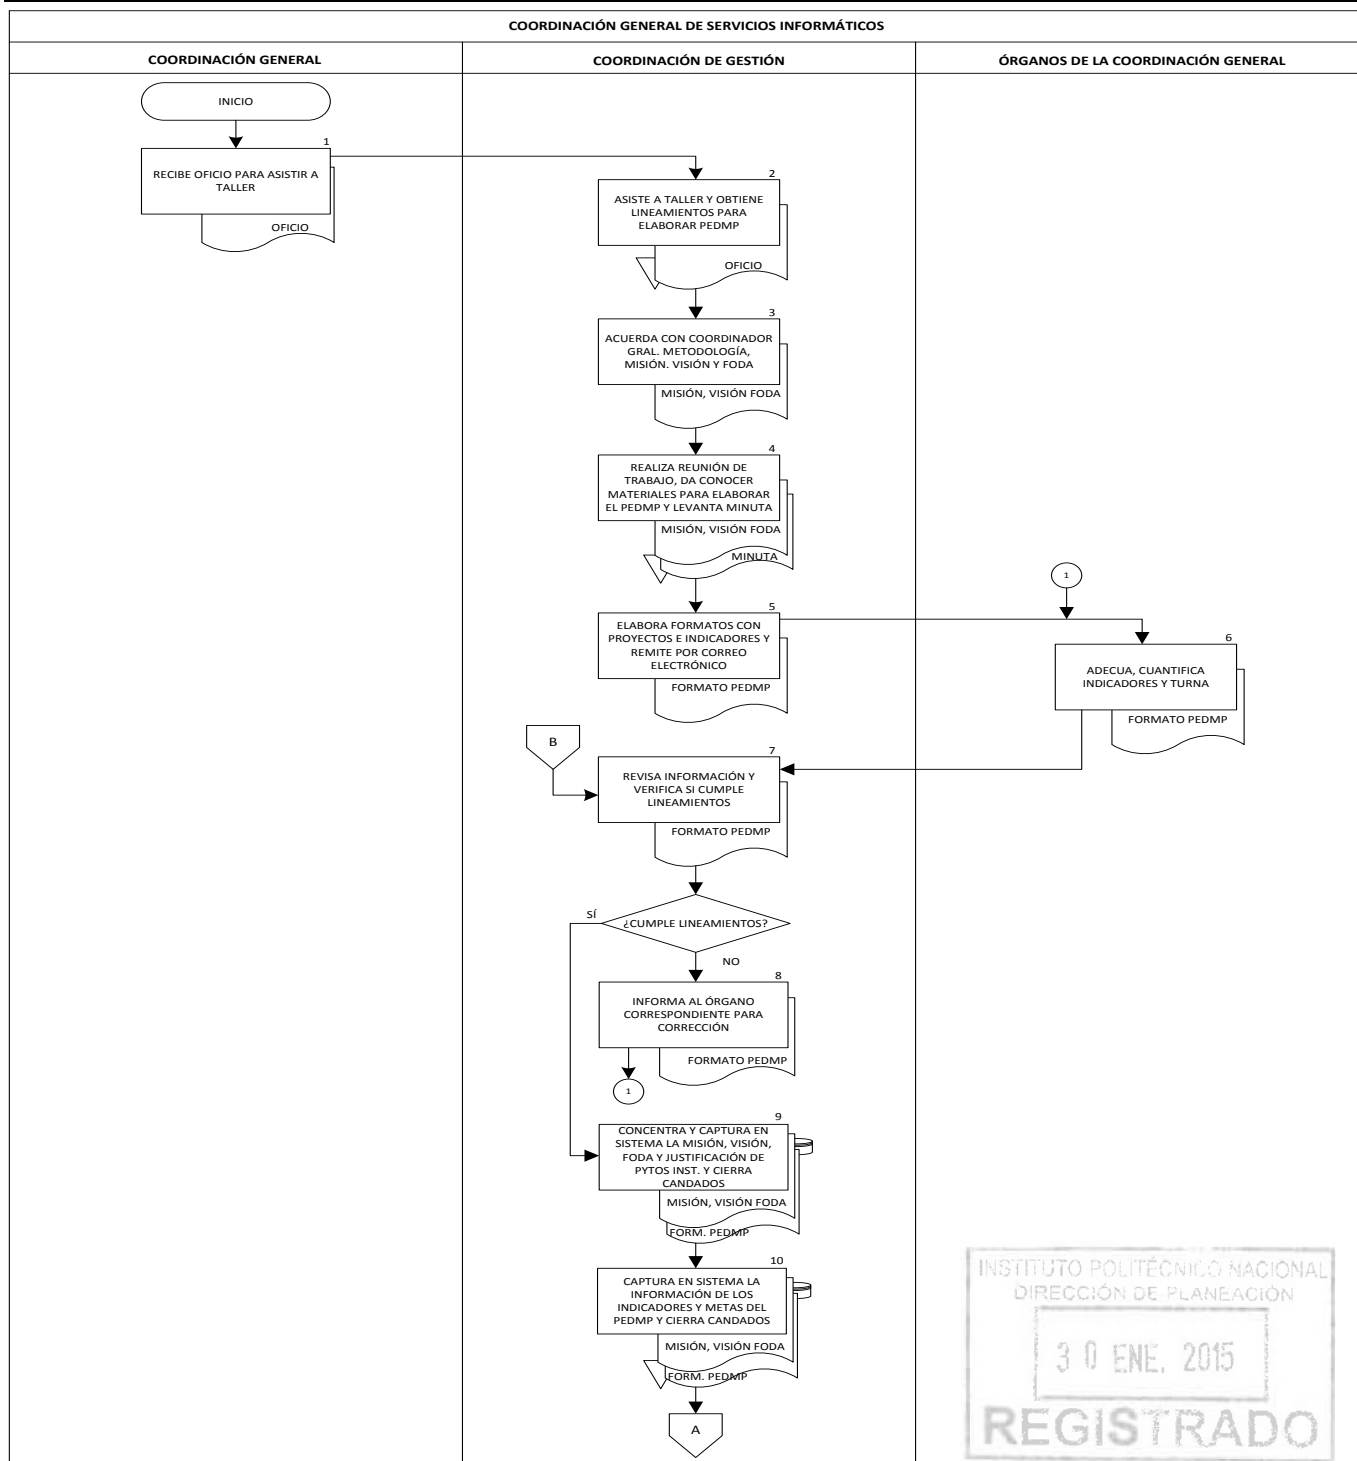 COORDINACIÓN GENERAL DE SERVICIOS INFORMÁTICOS
COORDINACIÓN GENERAL
COORDINACIÓN DE GESTIÓN
ÓRGANOS DE LA COORDINACIÓN GENERAL
INICIO
1
RECIBE OFICIO PARA ASISTIR A
TALLER
OFICIO
2
ASISTE A TALLER Y OBTIENE
LINEAMIENTOS PARA
ELABORAR PEDMP
OFICIO
3
ACUERDA CON COORDINADOR
GRAL. METODOLOGÍA,
MISIÓN. VISIÓN Y FODA
MISIÓN, VISIÓN FODA
4
REALIZA REUNIÓN DE
TRABAJO, DA CONOCER
MATERIALES PARA ELABORAR
EL PEDMP Y LEVANTA MINUTA
MISIÓN, VISIÓN FODA
MINUTA
1
5
ELABORA FORMATOS CON
PROYECTOS E INDICADORES Y
REMITE POR CORREO
ELECTRÓNICO
FORMATO PEDMP
6
ADECUA, CUANTIFICA
INDICADORES Y TURNA
FORMATO PEDMP
B
7
REVISA INFORMACIÓN Y
VERIFICA SI CUMPLE
LINEAMIENTOS
FORMATO PEDMP
SÍ
¿CUMPLE LINEAMIENTOS?
NO
8
INFORMA AL ÓRGANO
CORRESPONDIENTE PARA
CORRECCIÓN
FORMATO PEDMP
1
9
CONCENTRA Y CAPTURA EN
SISTEMA LA MISIÓN, VISIÓN,
FODA Y JUSTIFICACIÓN DE
PYTOS INST. Y CIERRA
CANDADOS
MISIÓN, VISIÓN FODA
FORM. PEDMP
10
CAPTURA EN SISTEMA LA
INFORMACIÓN DE LOS
INDICADORES Y METAS DEL
PEDMP Y CIERRA CANDADOS
MISIÓN, VISIÓN FODA
FORM. PEDMP
A
INSTITUTO POLITÉCNICO NACIONAL
DIRECCIÓN DE PLANEACIÓN
30 ENE. 2015
REGISTRADO